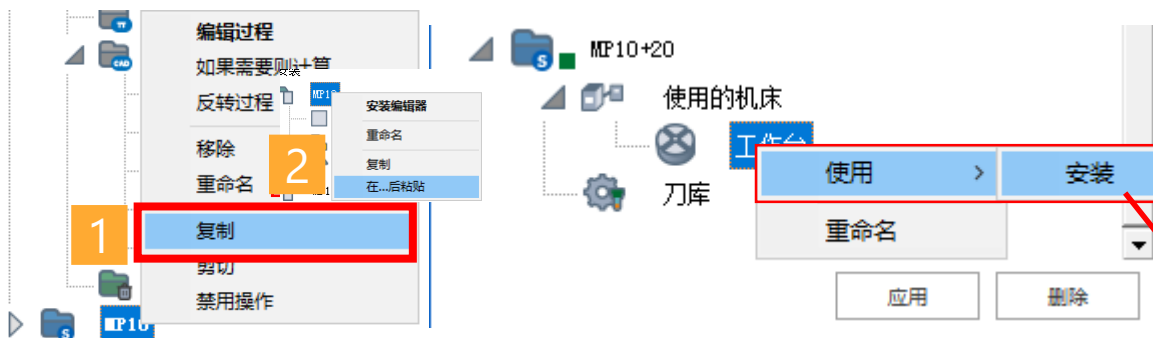 编辑过程
如果需要则计算
反转过程
移除
重命名
1
复制
剪切
禁用操作
MP10
安装
2
安装编辑器
重命名
复制
在...后粘贴
MP10+20
使用的机床
工作台
刀库
使用 > 安装
重命名
应用
删除